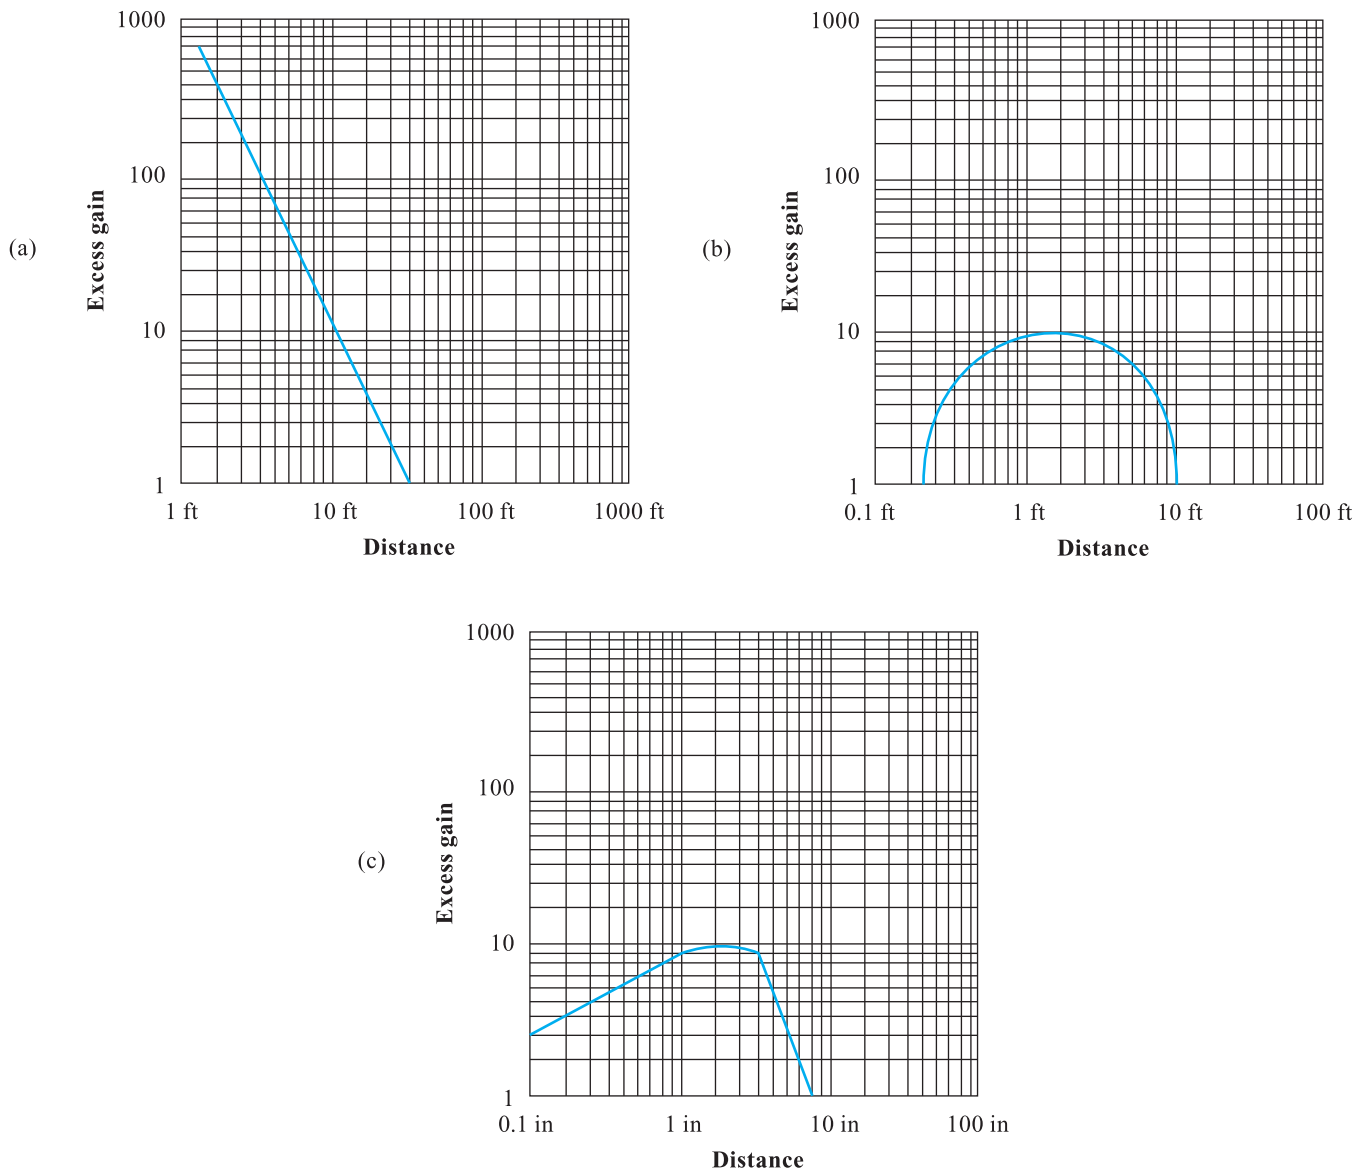 (a)
Excess gain
1000
100
10
1
1 ft 10 ft 100 ft 1000 ft
Distance
(b)
Excess gain
1000
100
10
1
0.1 ft 1 ft 10 ft 100 ft
Distance
(c)
Excess gain
1000
100
10
1
0.1 in 1 in 10 in 100 in
Distance